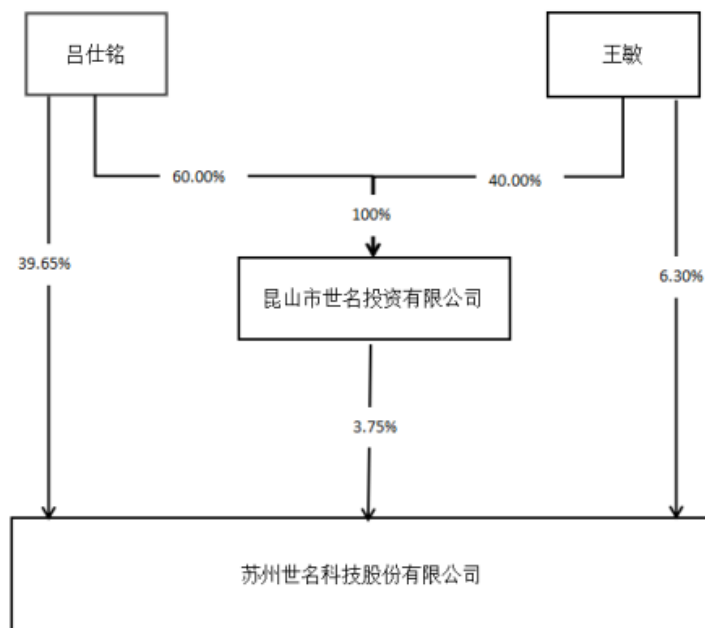 吕仕铭
王敏
60.00%
40.00%
100%
39.65%
6.30%
昆山市世名投资有限公司
3.75%
苏州世名科技股份有限公司